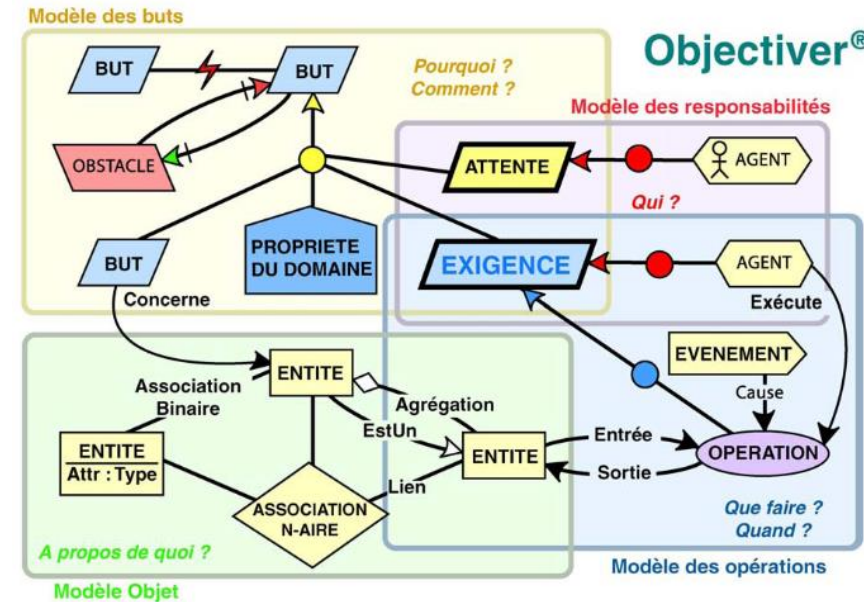 Modèle des buts
Objectiver®
BUT
BUT
Pourquoi ?
Comment ?
Modèle des responsabilités
OBSTACLE
ATTENTE
AGENT
Qui ?
BUT
PROPRIETE
DU DOMAINE
EXIGENCE
AGENT
Concerne
Exécute
EVENEMENT
Cause
ENTITE
Association
Binaire
Agrégation
EstUn
ENTITE
Attr : Type
ENTITE
Entrée
Sortie
OPERATION
Lien
ASSOCIATION
N-AIRE
Que faire ?
Quand ?
A propos de quoi ?
Modèle des opérations
Modèle Objet